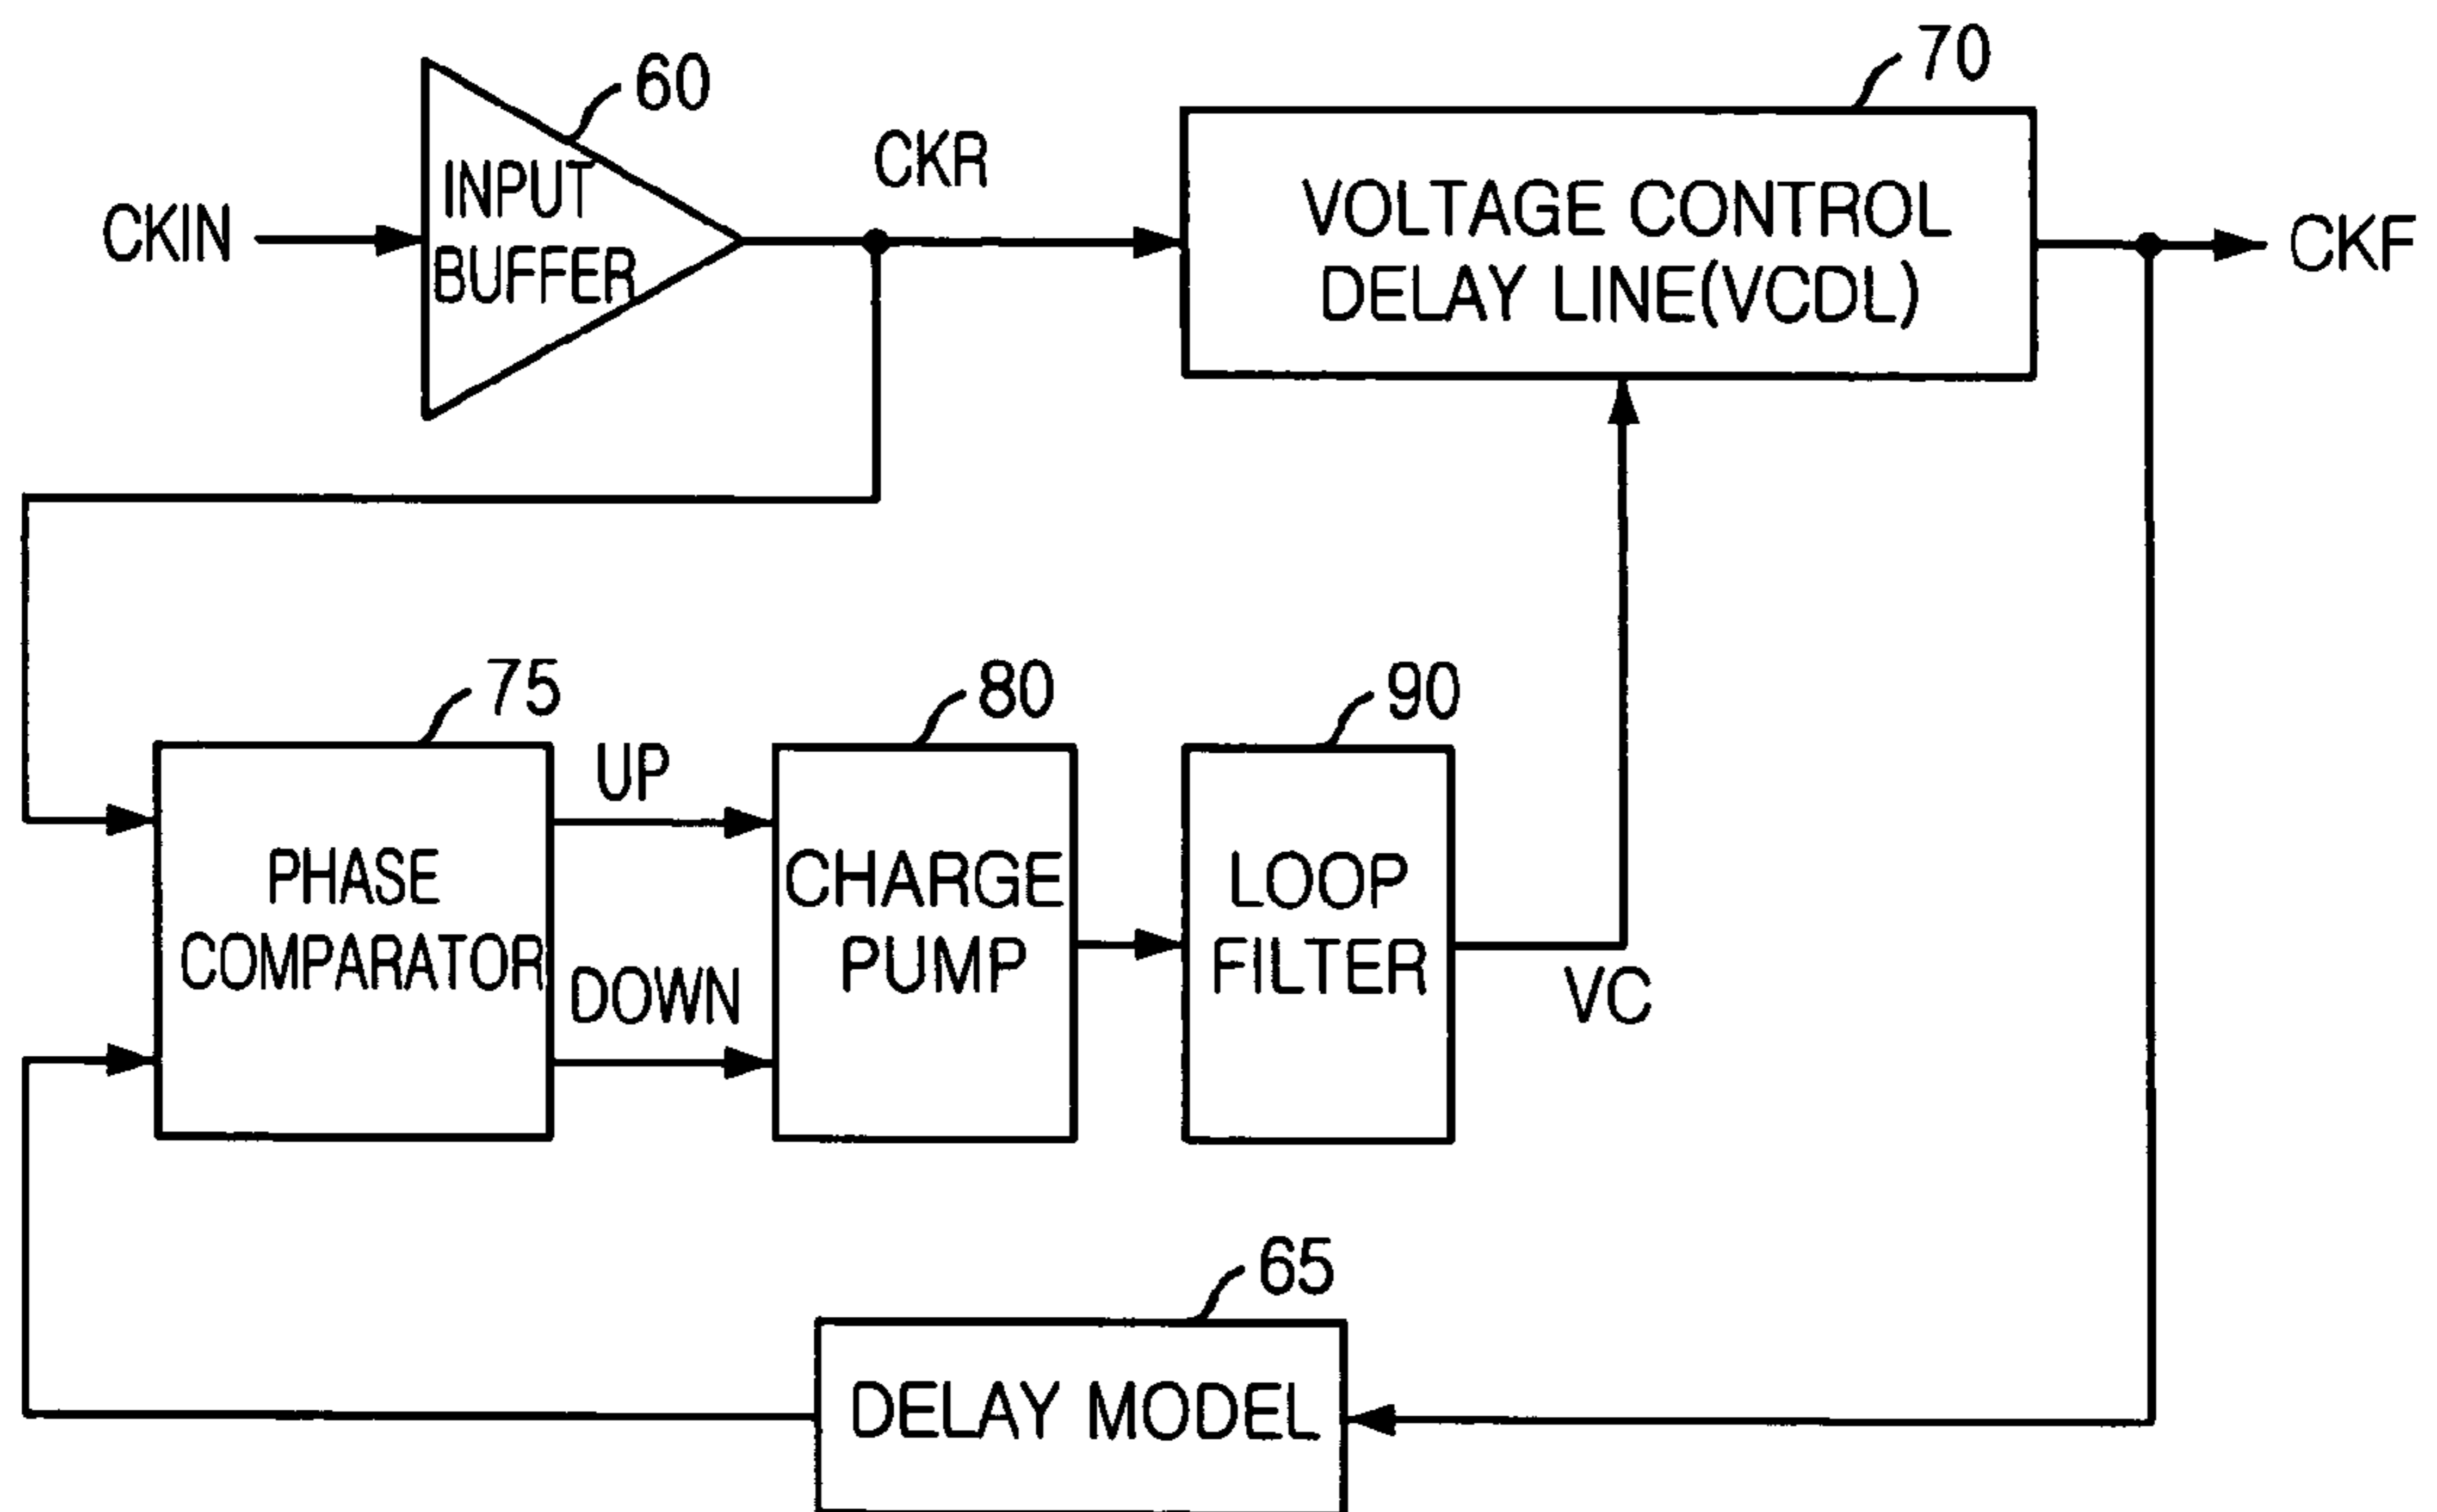 60
70
CKR
INPUT
BUFFER
CKIN
VOLTAGE CONTROL
DELAY LINE(VCDL)
CKF
75
80
90
UP
PHASE
COMPARATOR
DOWN
CHARGE
PUMP
LOOP
FILTER
VC
65
DELAY MODEL